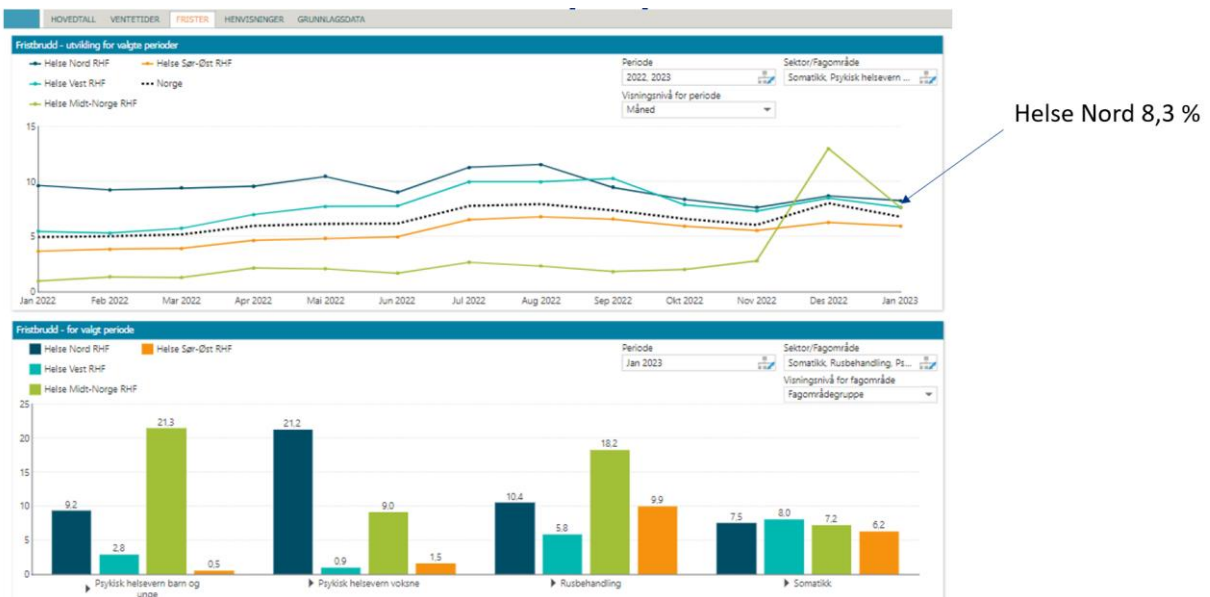 HOVEDTALL VENTETIDER FRISTER HENVISNINGER GRUNNLAGSDATA
Fristbrudd - utvikling for valgte perioder
Helse Nord RHF Helse Sør-Øst RHF
Helse Vest RHF Norge
Helse Midt-Norge RHF
Periode Sektor/Fagområde
2022, 2023 Somatikk, Psykisk helsevern ...
Visningsnivå for periode
Måned
Helse Nord 8,3 %
15
10
5
0
Jan 2022 Feb 2022 Mar 2022 Apr 2022 Mai 2022 Jun 2022 Jul 2022 Aug 2022 Sep 2022 Okt 2022 Nov 2022 Des 2022 Jan 2023
Fristbrudd - for valgt periode
Helse Nord RHF Helse Sør-Øst RHF
Helse Vest RHF
Helse Midt-Norge RHF
Periode Sektor/Fagområde
Jan 2023 Somatikk, Rusbehandling, Ps...
Visningsnivå for fagområde
Fagområdegruppe
25
20
15
10
5
0
9,2 2,8 21,3 0,5
21,2 0,9 9,0 1,5
10,4 5,8 18,2 9,9
7,5 8,0 7,2 6,2
Psykisk helsevern barn og
unge
Psykisk helsevern voksne
Rusbehandling
Somatikk